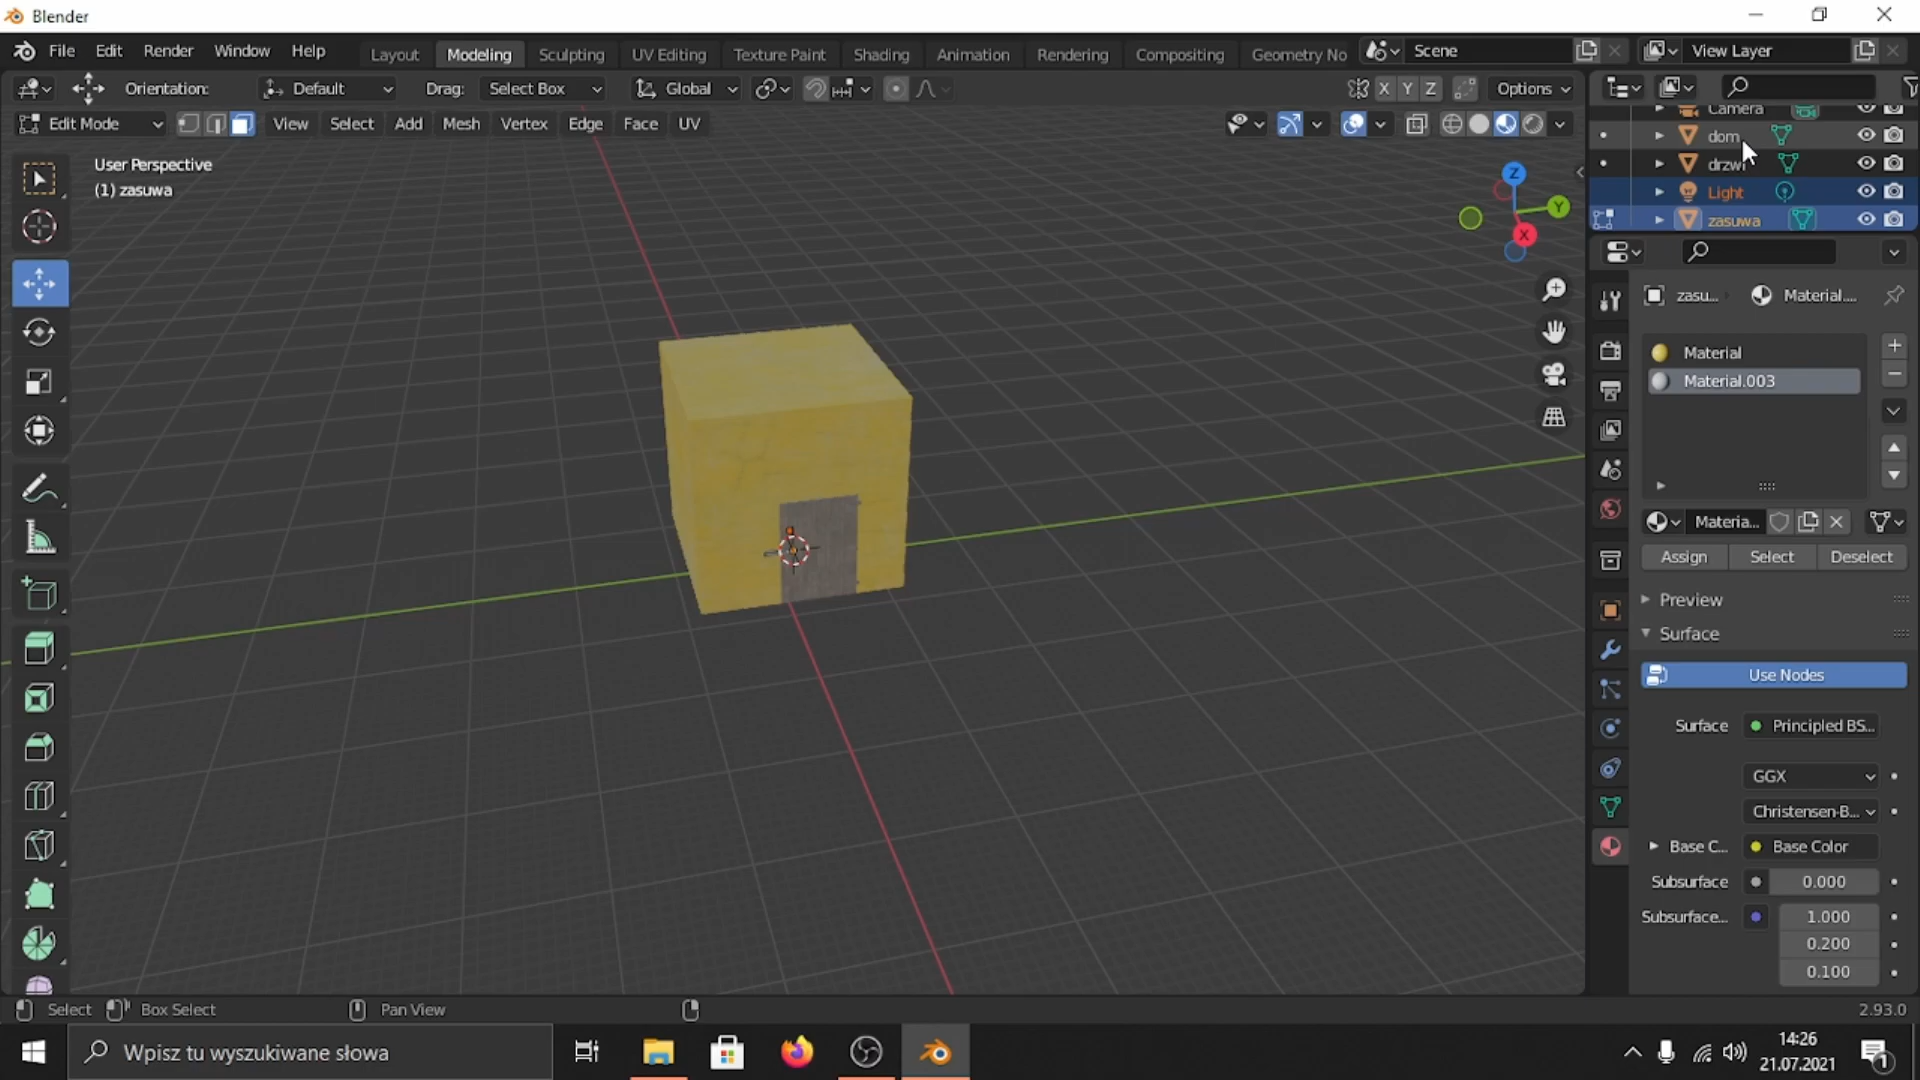 Blender
File Edit Render Window Help Layout Modeling Sculpting UV Editing Texture Paint Shading Animation Rendering Compositing Geometry No Scene View Layer
Orientation: Default Drag: Select Box Global X Y Z Options
Camera
Edit Mode View Select Add Mesh Vertex Edge Face UV
dom
drzwi
Light
zasuwa
User Perspective
(1) zasuwa
Z
Y
X
zasu... Material....
Material
Material.003
Materia...
Assign Select Deselect
Preview
Surface
Use Nodes
Surface Principled BS...
GGX
Christensen-B...
Base C... Base Color
Subsurface 0.000
Subsurface... 1.000
0.200
0.100
Select Box Select Pan View 2.93.0
Wpisz tu wyszukiwane słowa
14:26
21.07.2021
1